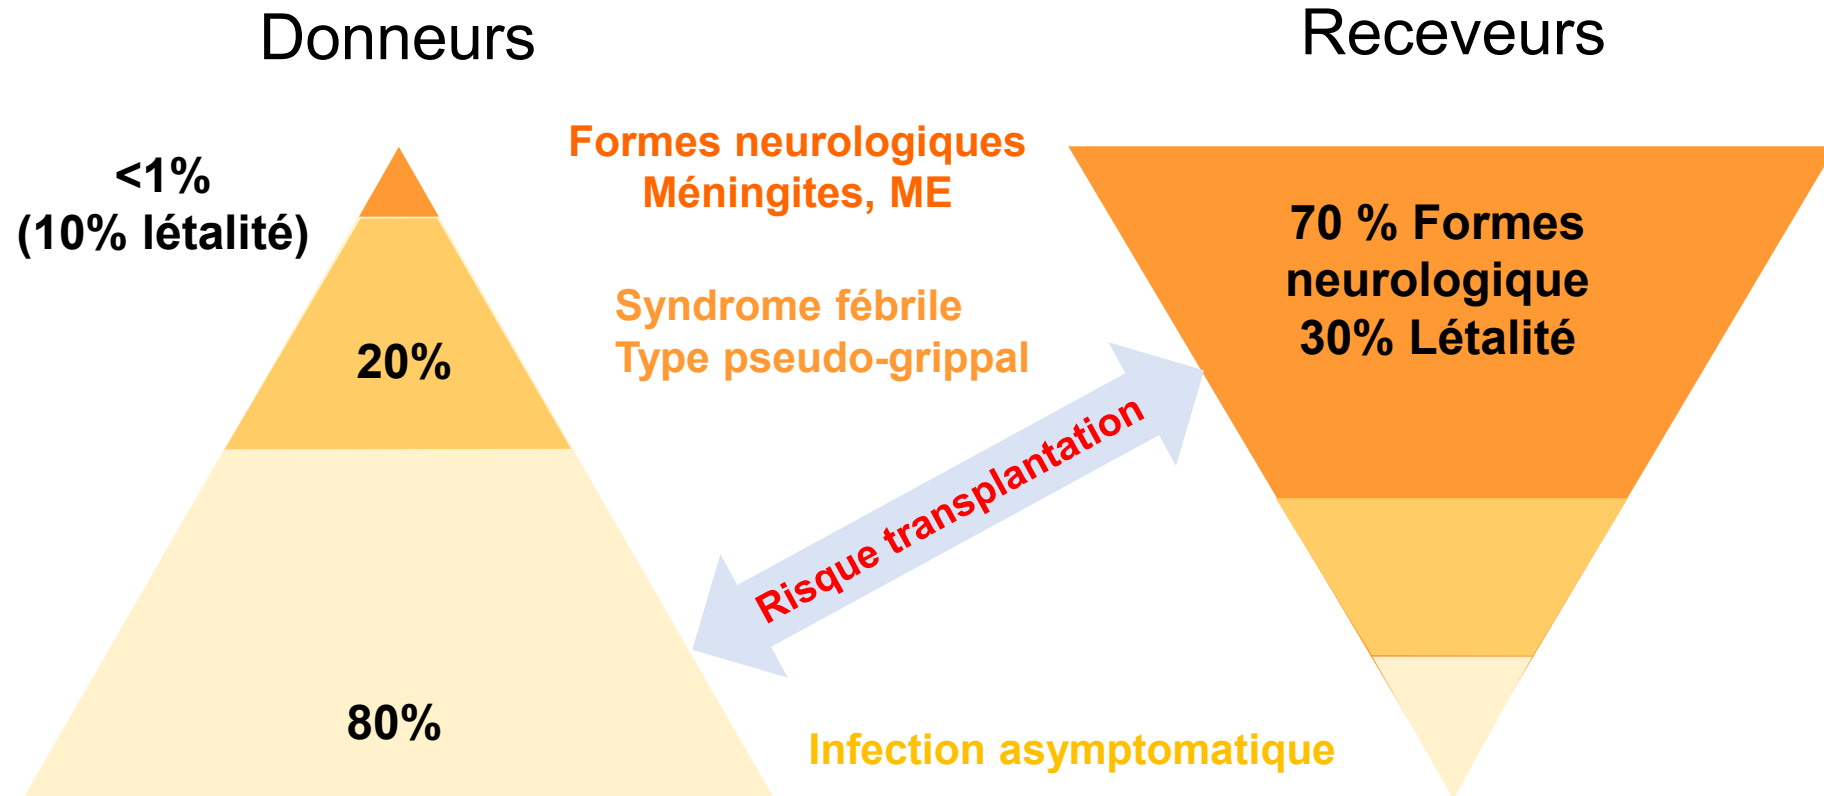 Donneurs
Receveurs
<1%
(10% létalité)
Formes neurologiques
Méningites, ME
70 % Formes
neurologique
30% Létalité
20%
Syndrome fébrile
Type pseudo-grippal
Risque transplantation
80%
Infection asymptomatique